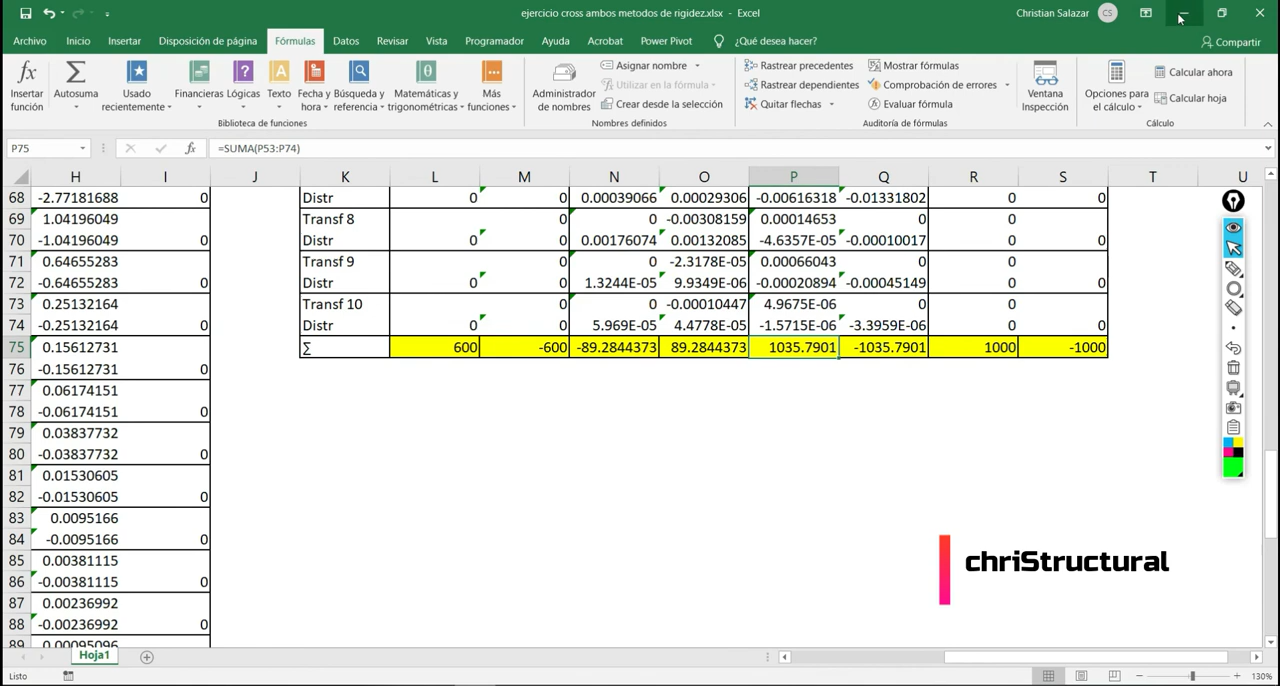 ejercicio cross ambos metodos de rigidez.xlsx - Excel
Christian Salazar CS
Archivo Inicio Insertar Disposición de página Fórmulas Datos Revisar Vista Programador Ayuda Acrobat Power Pivot ¿Qué desea hacer? Compartir
fx Insertar función
Σ Autosuma
Usado recientemente
Financieras
Lógicas
Texto
Fecha y hora
Búsqueda y referencia
Matemáticas y trigonométricas
Más funciones
Biblioteca de funciones
Administrador de nombres
Asignar nombre
Utilizar en la fórmula
Crear desde la selección
Nombres definidos
Rastrear precedentes
Rastrear dependientes
Quitar flechas
Mostrar fórmulas
Comprobación de errores
Evaluar fórmula
Auditoría de fórmulas
Ventana Inspección
Opciones para el cálculo
Calcular ahora
Calcular hoja
Cálculo
P75 fx =SUMA(P53:P74)
H I J K L M N O P Q R S T U
68 -2.77181688 0 Distr 0 0 0.00039066 0.00029306 -0.00616318 -0.01331802 0 0
69 1.04196049 Transf 8 0 -0.00308159 0.00014653 0 0
70 -1.04196049 0 Distr 0 0 0.00176074 0.00132085 -4.6357E-05 -0.00010017 0 0
71 0.64655283 Transf 9 0 -2.3178E-05 0.00066043 0 0
72 -0.64655283 0 Distr 0 0 1.3244E-05 9.9349E-06 -0.00020894 -0.00045149 0 0
73 0.25132164 Transf 10 0 -0.00010447 4.9675E-06 0 0
74 -0.25132164 0 Distr 0 0 5.969E-05 4.4778E-05 -1.5715E-06 -3.3959E-06 0 0
75 0.15612731 ∑ 600 -600 -89.2844373 89.2844373 1035.7901 -1035.7901 1000 -1000
76 -0.15612731 0
77 0.06174151
78 -0.06174151 0
79 0.03837732
80 -0.03837732 0
81 0.01530605
82 -0.01530605 0
83 0.0095166
84 -0.0095166 0
85 0.00381115
86 -0.00381115 0
87 0.00236992
88 -0.00236992 0
89 0.00095096
chriStructural
Hoja1
Listo 130%